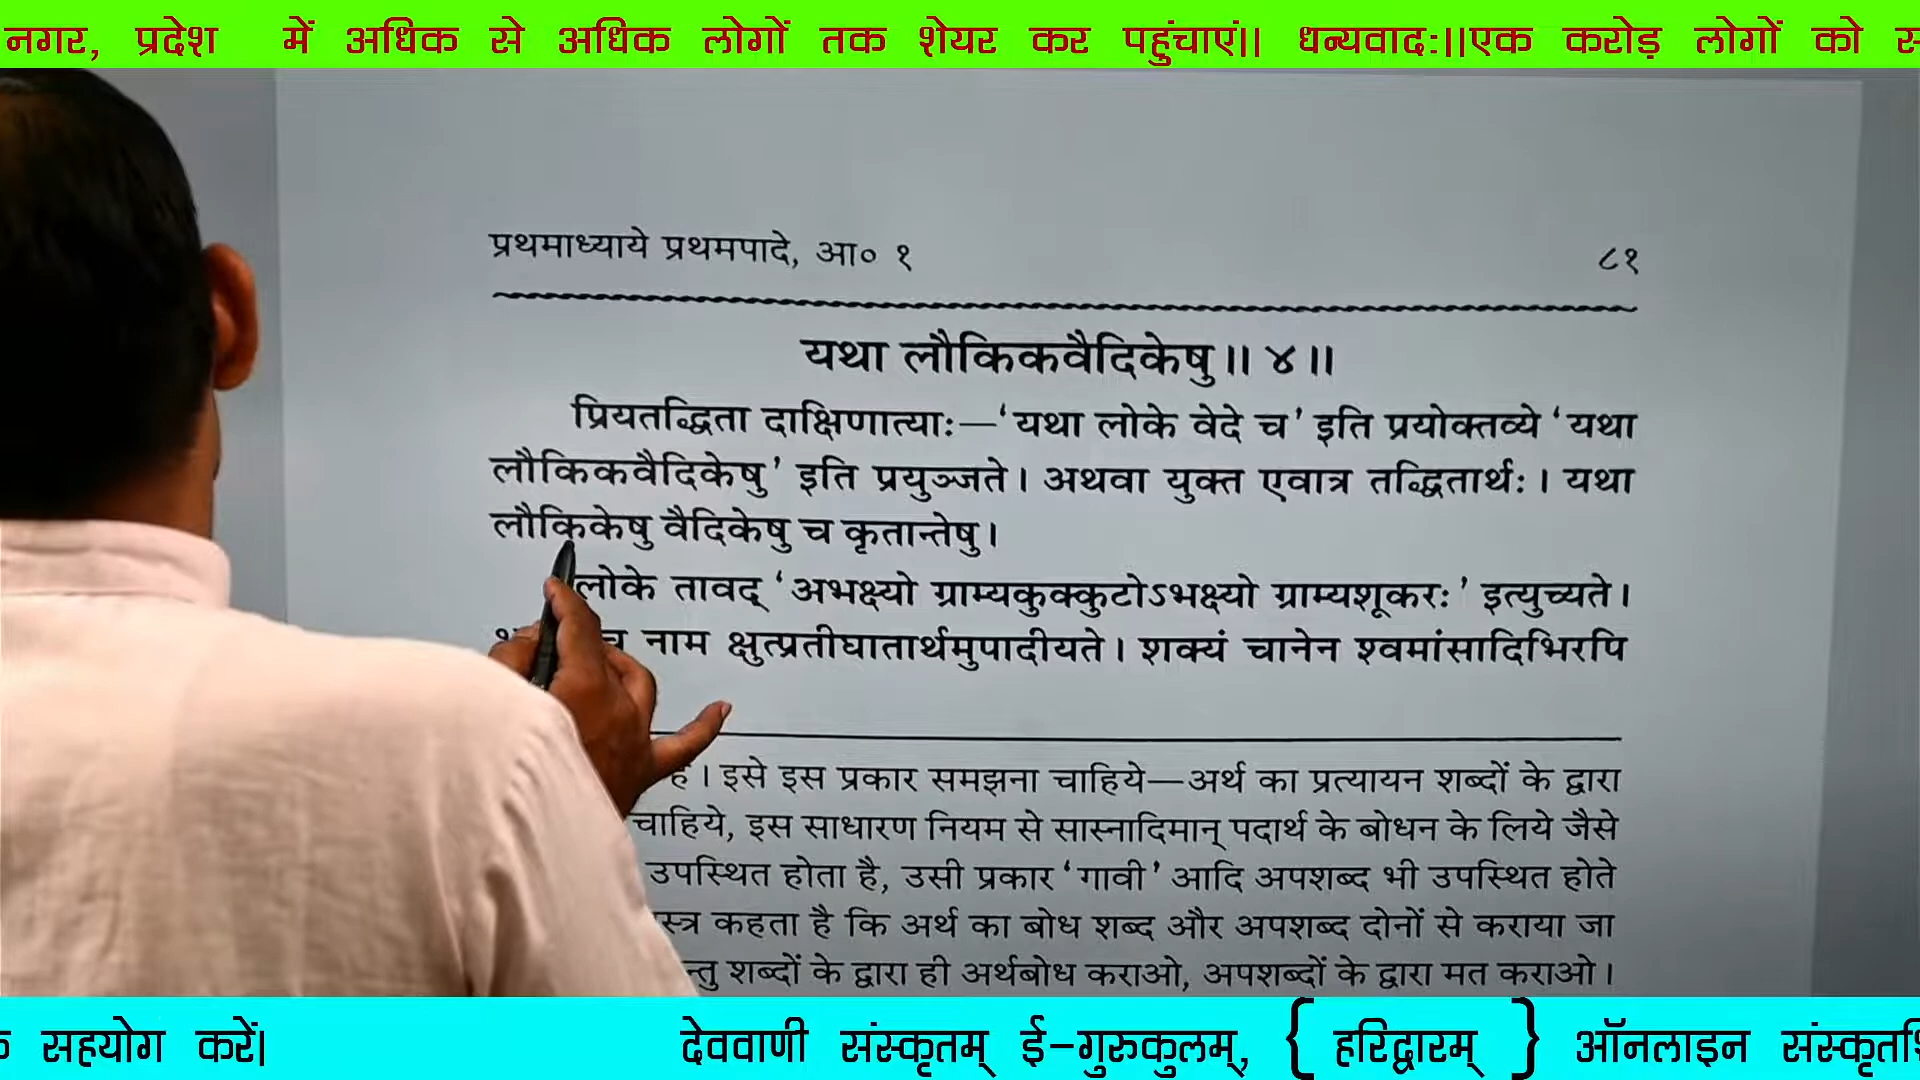 नगर, प्रदेश में अधिक से अधिक लोगों तक शेयर कर पहुंचाएं।। धन्यवादः।।एक करोड़ लोगों को
प्रथमाध्याये प्रथमपादे, आ० १ ८१
यथा लौकिकवैदिकेषु ॥ ४ ॥
प्रियतद्धिता दाक्षिणात्याः—‘यथा लोके वेदे च’ इति प्रयोक्तव्ये ‘यथा
लौकिकवैदिकेषु’ इति प्रयुञ्जते। अथवा युक्त एवात्र तद्धितार्थः। यथा
लौकिकेषु वैदिकेषु च कृतान्तेषु।
लोके तावद् ‘अभक्ष्यो ग्राम्यकुक्कुटोऽभक्ष्यो ग्राम्यशूकरः’ इत्युच्यते।
नाम क्षुत्प्रतीघातार्थमुपादीयते। शक्यं चानेन श्वमांसादिभिरपि
है। इसे इस प्रकार समझना चाहिये—अर्थ का प्रत्यायन शब्दों के द्वारा
चाहिये, इस साधारण नियम से सास्नादिमान् पदार्थ के बोधन के लिये जैसे
उपस्थित होता है, उसी प्रकार ‘गावी’ आदि अपशब्द भी उपस्थित होते
कहता है कि अर्थ का बोध शब्द और अपशब्द दोनों से कराया जा
शब्दों के द्वारा ही अर्थबोध कराओ, अपशब्दों के द्वारा मत कराओ।
सहयोग करें। देववाणी संस्कृतम् ई-गुरुकुलम्, { हरिद्वारम् } ऑनलाइन